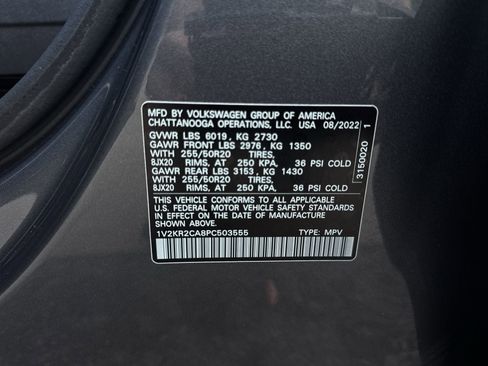 MFD BY VOLKSWAGEN GROUP OF AMERICA
CHATTANOOGA OPERATIONS, LLC. USA 08/2022
GVWR LBS 6019, KG 2730
GAWR FRONT LBS 2976, KG 1350
WITH 255/50R20 TIRES,
8JX20 RIMS, AT 250 KPA, 36 PSI COLD
GAWR REAR LBS 3153, KG 1430
WITH 255/50R20 TIRES,
8JX20 RIMS, AT 250 KPA, 36 PSI COLD
THIS VEHICLE CONFORMS TO ALL APPLICABLE
U.S. FEDERAL MOTOR VEHICLE SAFETY STANDARDS
IN EFFECT ON THE DATE OF MANUFACTURE
SHOWN ABOVE.
1V2KR2CA8PC503555 TYPE: MPV
3150020 1